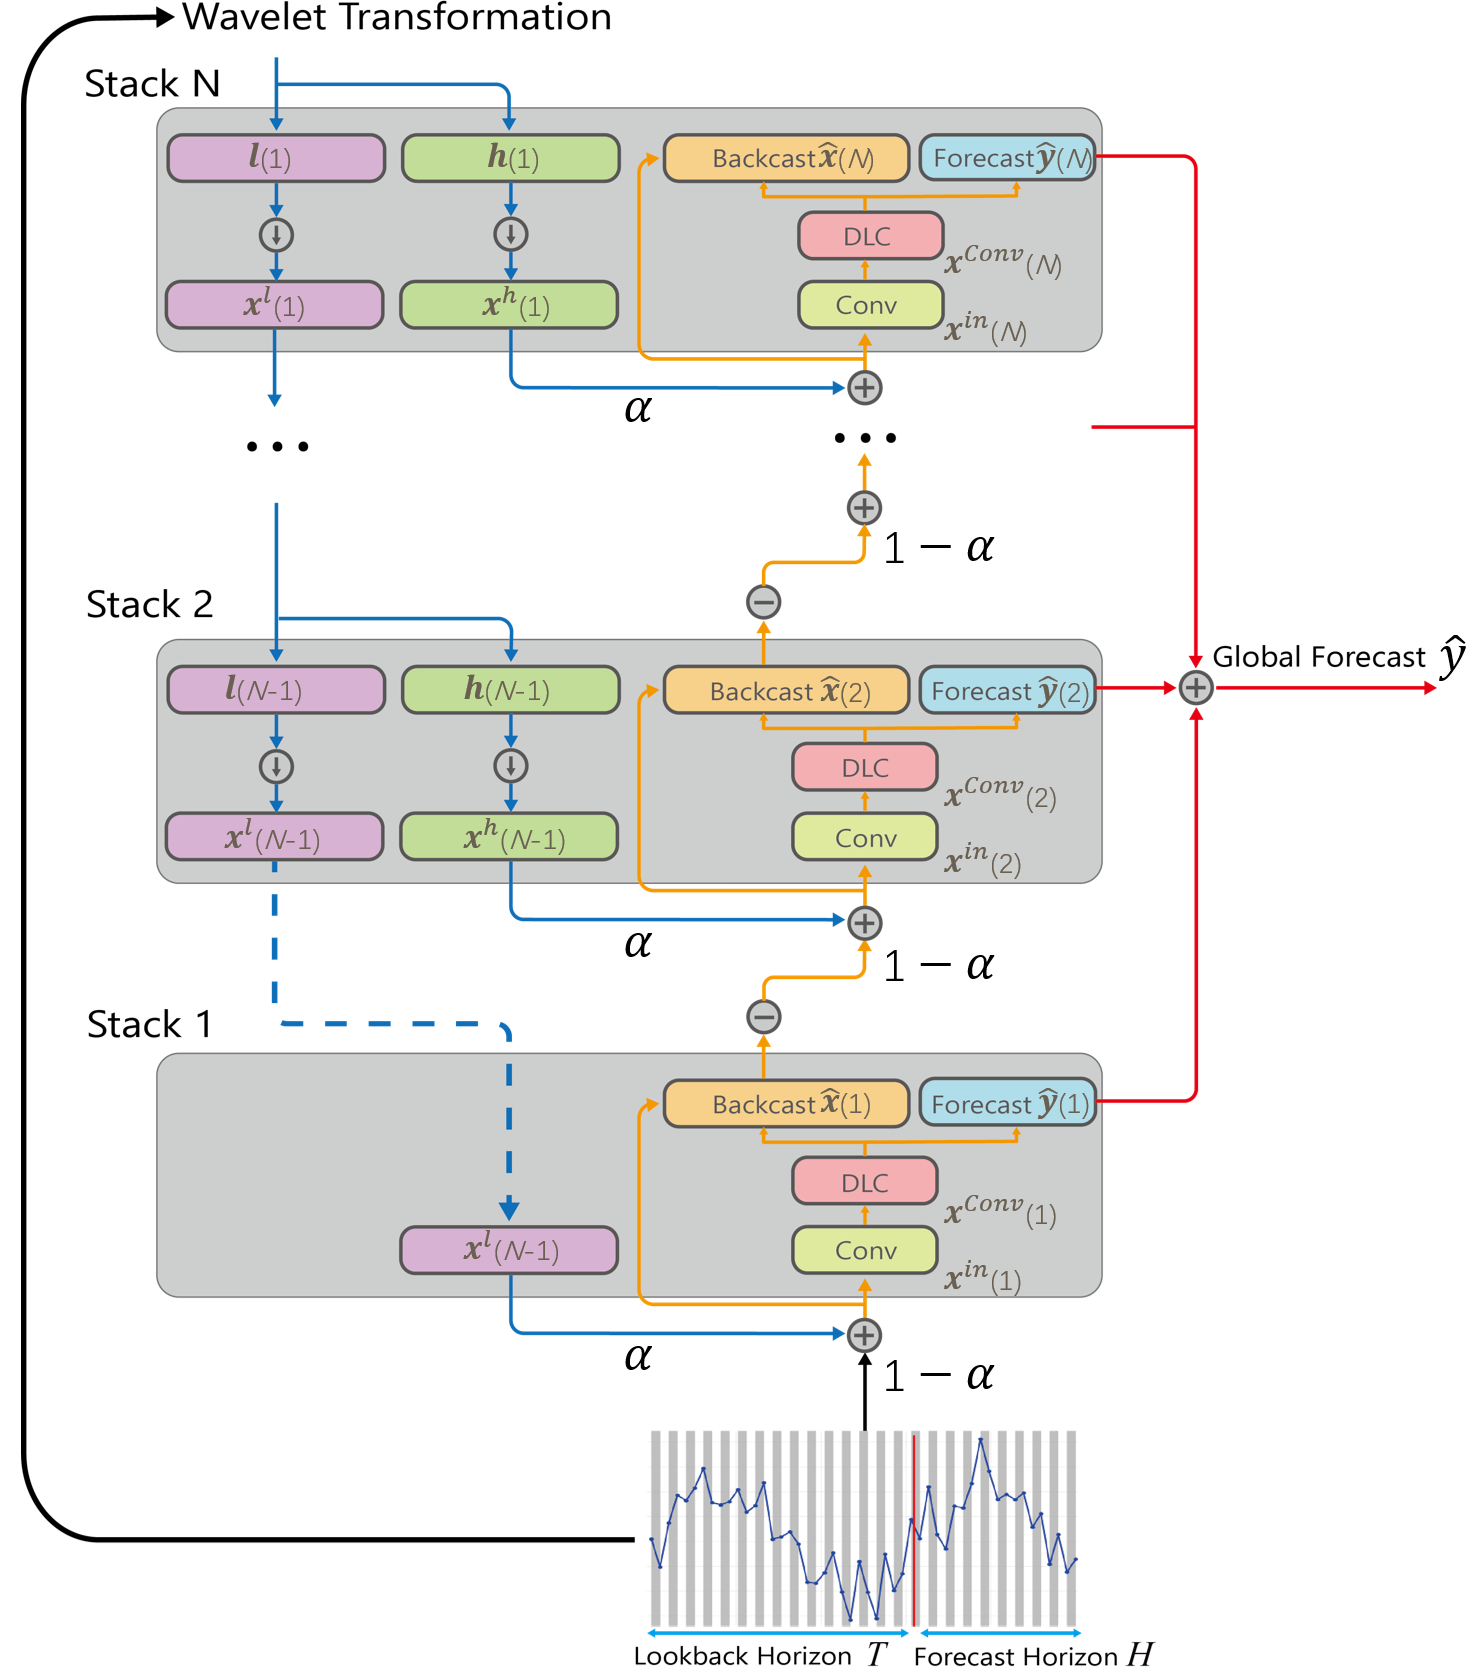 Wavelet Transformation
Stack N
l(1)
h(1)
Backcast x̂(N)
Forecast ŷ(N)
DLC
x^Conv(N)
x^l(1)
x^h(1)
Conv
x^in(N)
α
• • •
• • •
1 − α
Stack 2
Global Forecast ŷ
l(N-1)
h(N-1)
Backcast x̂(2)
Forecast ŷ(2)
DLC
x^Conv(2)
x^l(N-1)
x^h(N-1)
Conv
x^in(2)
α
1 − α
Stack 1
Backcast x̂(1)
Forecast ŷ(1)
DLC
x^Conv(1)
x^l(N-1)
Conv
x^in(1)
α
1 − α
Lookback Horizon T
Forecast Horizon H